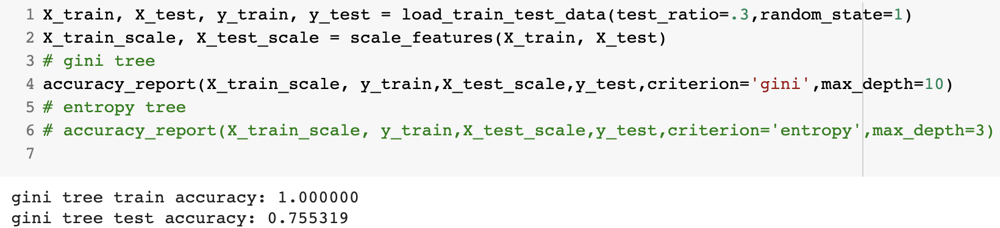 1 X_train, X_test, y_train, y_test = load_train_test_data(test_ratio=.3,random_state=1)
2 X_train_scale, X_test_scale = scale_features(X_train, X_test)
3 # gini tree
4 accuracy_report(X_train_scale, y_train,X_test_scale,y_test,criterion='gini',max_depth=10)
5 # entropy tree
6 # accuracy_report(X_train_scale, y_train,X_test_scale,y_test,criterion='entropy',max_depth=3)
7
gini tree train accuracy: 1.000000
gini tree test accuracy: 0.755319